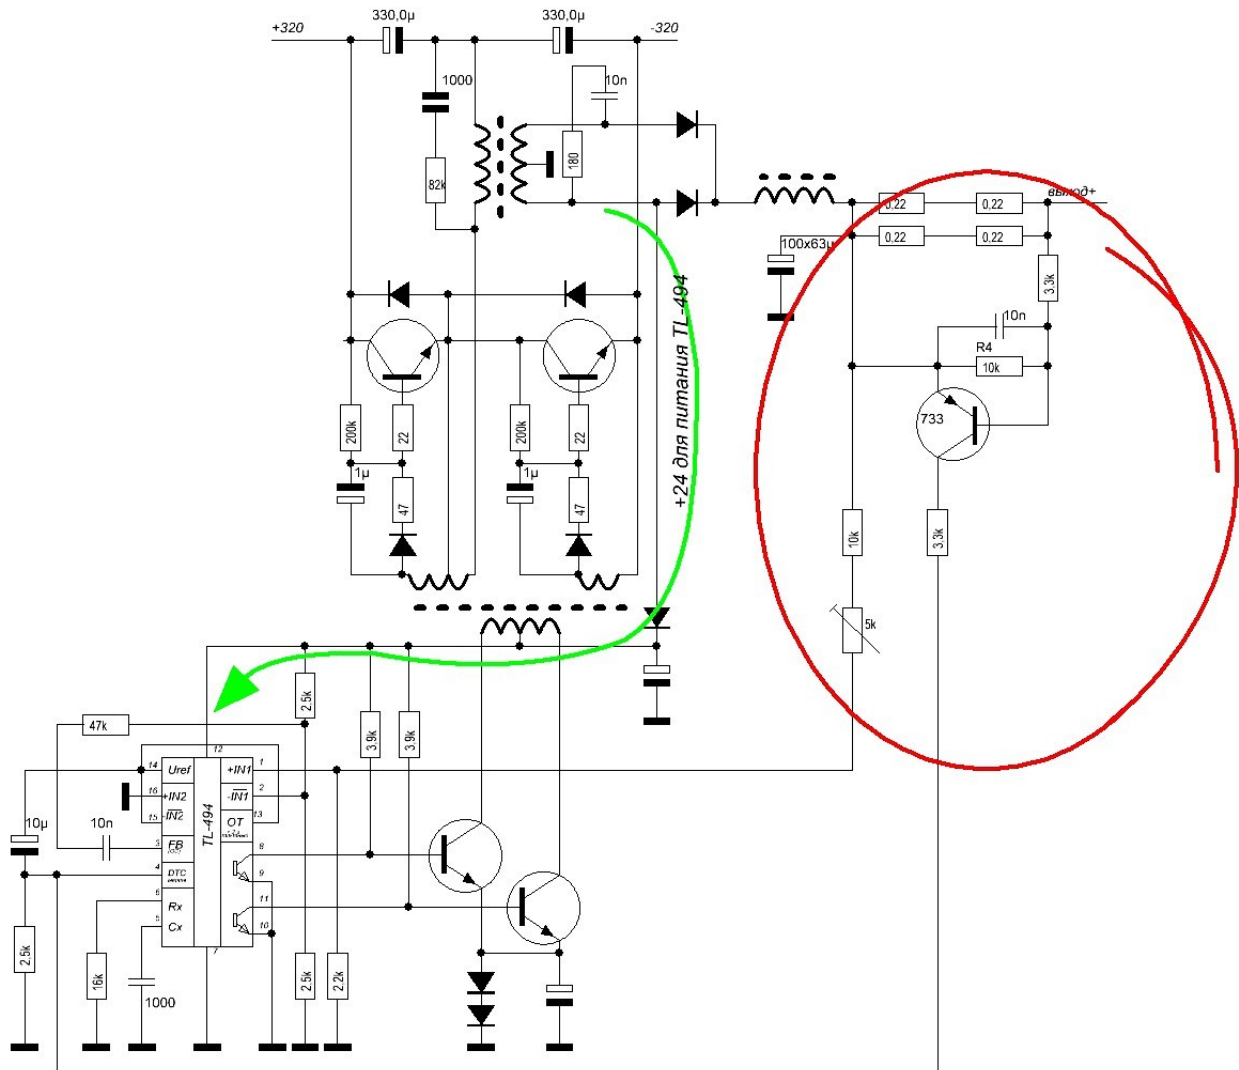 330,0µ
330,0µ
+320
-320
1000
10n
180
82k
выход+
0,22
0,22
0,22
0,22
100x63µ
3.3k
10n
R4
10k
733
+24 для питания TL-494
200k
22
200k
22
1µ
1µ
47
47
10k
3.3k
5k
2.5k
47k
3.9k
3.9k
12
14
Uref
+IN1
1
16
+IN2
-IN1
2
15
-IN2
OT
13
TL-494
10µ
10n
3
FB
8
4
DTC
9
6
Rx
11
5
Cx
10
7
2.5k
16k
1000
2.5k
2.2k